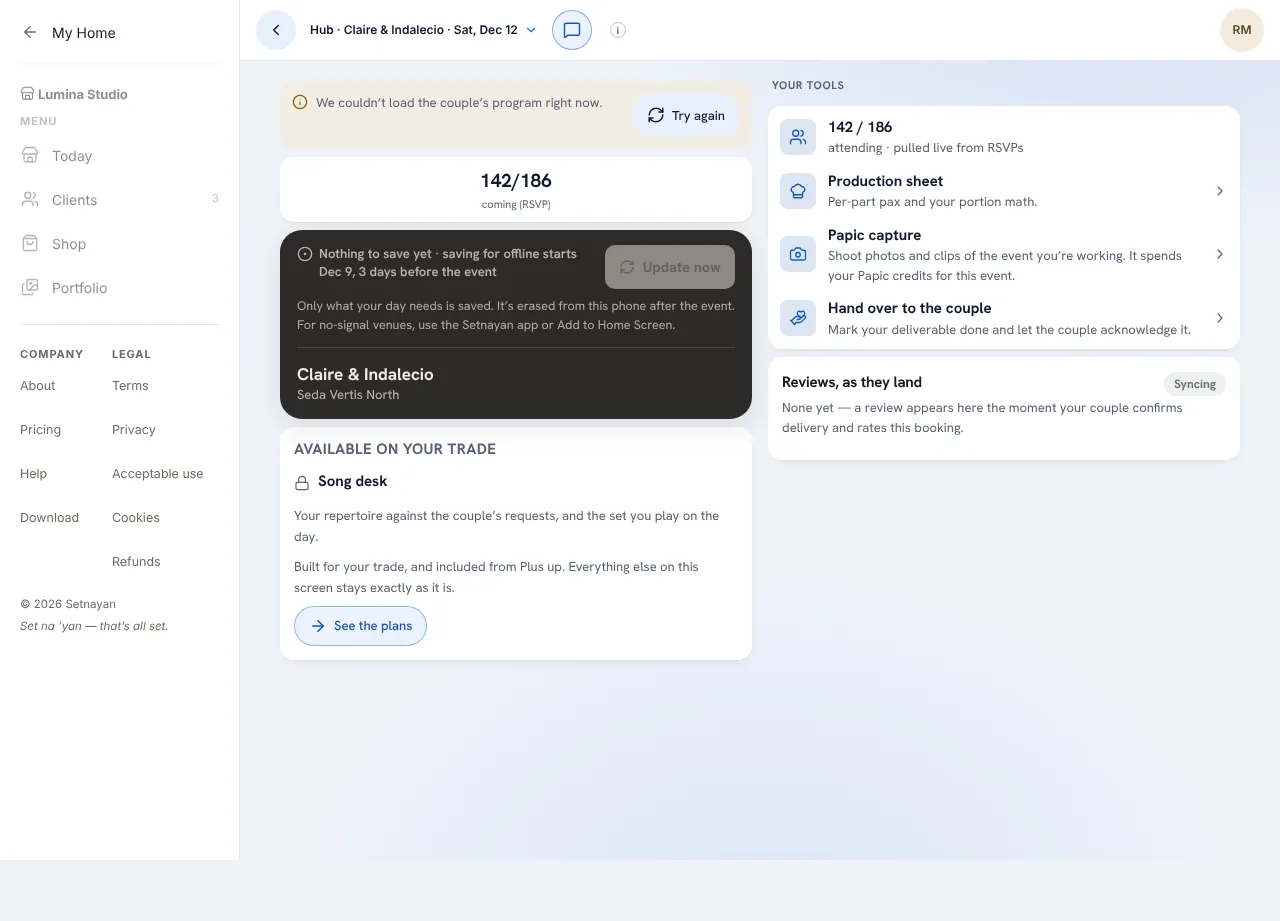 My Home
Lumina Studio
MENU
Today
Clients 3
Shop
Portfolio
COMPANY LEGAL
About Terms
Pricing Privacy
Help Acceptable use
Download Cookies
Refunds
© 2026 Setnayan
Set na ’yan — that’s all set.
Hub · Claire & Indalecio · Sat, Dec 12
RM
We couldn’t load the couple’s program right now.
Try again
142/186
coming (RSVP)
Nothing to save yet · saving for offline starts
Dec 9, 3 days before the event
Update now
Only what your day needs is saved. It’s erased from this phone after the event.
For no-signal venues, use the Setnayan app or Add to Home Screen.
Claire & Indalecio
Seda Vertis North
AVAILABLE ON YOUR TRADE
Song desk
Your repertoire against the couple’s requests, and the set you play on the
day.
Built for your trade, and included from Plus up. Everything else on this
screen stays exactly as it is.
See the plans
YOUR TOOLS
142 / 186
attending · pulled live from RSVPs
Production sheet
Per-part pax and your portion math.
Papic capture
Shoot photos and clips of the event you’re working. It spends
your Papic credits for this event.
Hand over to the couple
Mark your deliverable done and let the couple acknowledge it.
Reviews, as they land
Syncing
None yet — a review appears here the moment your couple confirms
delivery and rates this booking.